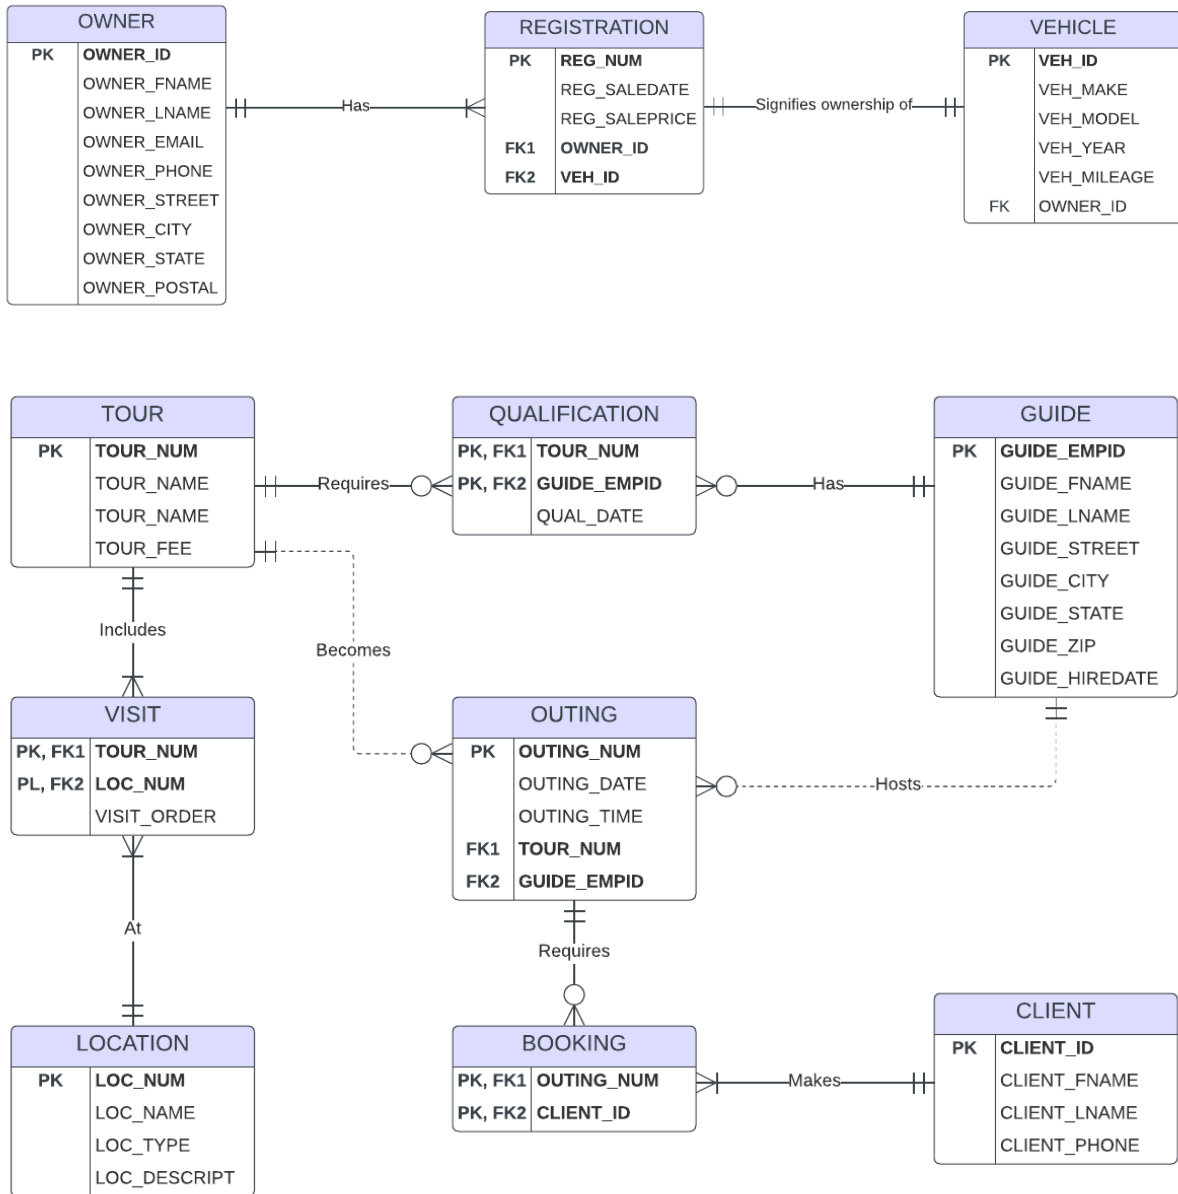 OWNER
PK OWNER_ID
OWNER_FNAME
OWNER_LNAME
OWNER_EMAIL
OWNER_PHONE
OWNER_STREET
OWNER_CITY
OWNER_STATE
OWNER_POSTAL
Has
REGISTRATION
PK REG_NUM
REG_SALEDATE
REG_SALEPRICE
FK1 OWNER_ID
FK2 VEH_ID
Signifies ownership of
VEHICLE
PK VEH_ID
VEH_MAKE
VEH_MODEL
VEH_YEAR
VEH_MILEAGE
FK OWNER_ID
TOUR
PK TOUR_NUM
TOUR_NAME
TOUR_NAME
TOUR_FEE
Requires
QUALIFICATION
PK, FK1 TOUR_NUM
PK, FK2 GUIDE_EMPID
QUAL_DATE
Has
GUIDE
PK GUIDE_EMPID
GUIDE_FNAME
GUIDE_LNAME
GUIDE_STREET
GUIDE_CITY
GUIDE_STATE
GUIDE_ZIP
GUIDE_HIREDATE
Includes
Becomes
VISIT
PK, FK1 TOUR_NUM
PL, FK2 LOC_NUM
VISIT_ORDER
OUTING
PK OUTING_NUM
OUTING_DATE
OUTING_TIME
FK1 TOUR_NUM
FK2 GUIDE_EMPID
Hosts
At
Requires
LOCATION
PK LOC_NUM
LOC_NAME
LOC_TYPE
LOC_DESCRIPT
BOOKING
PK, FK1 OUTING_NUM
PK, FK2 CLIENT_ID
Makes
CLIENT
PK CLIENT_ID
CLIENT_FNAME
CLIENT_LNAME
CLIENT_PHONE